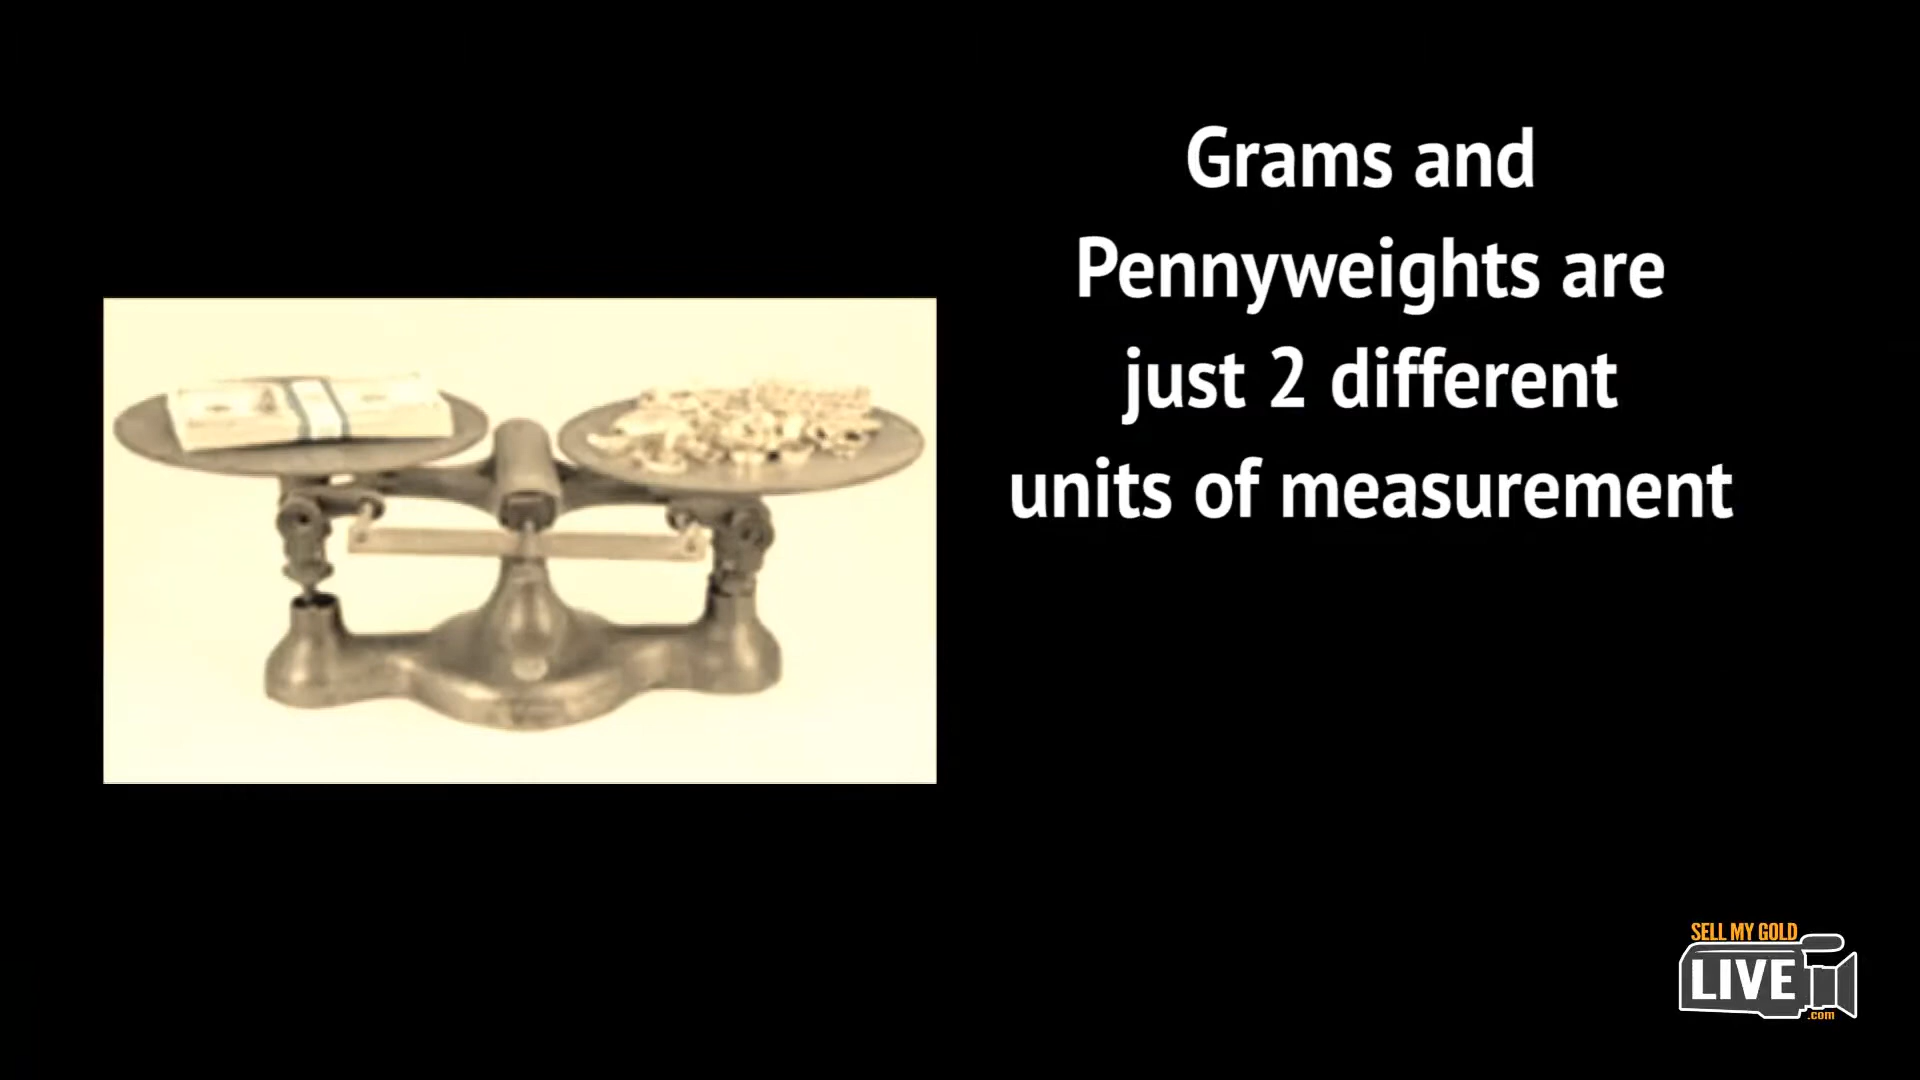 Grams and
Pennyweights are
just 2 different
units of measurement
SELL MY GOLD
LIVE
.com